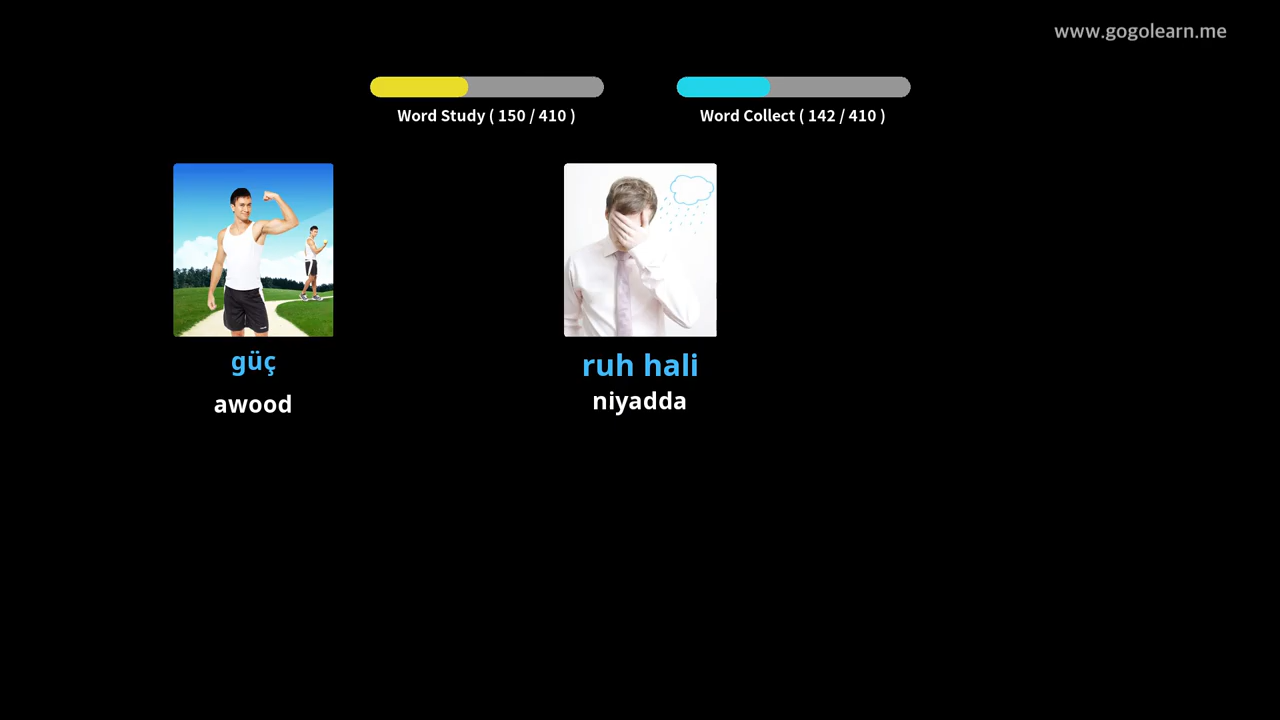 www.gogolearn.me
Word Study ( 150 / 410 )
Word Collect ( 142 / 410 )
güç
awood
ruh hali
niyadda